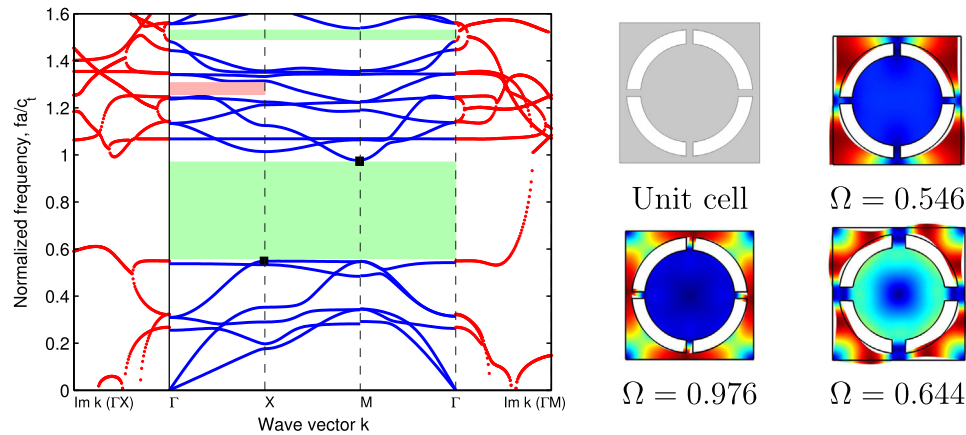 1.6
1.4
1.2
1
0.8
0.6
0.4
0.2
0
Normalized frequency, fa/c_t
Im k (ΓX)
Γ
X
M
Γ
Im k (ΓM)
Wave vector k
Unit cell
Ω = 0.546
Ω = 0.976
Ω = 0.644